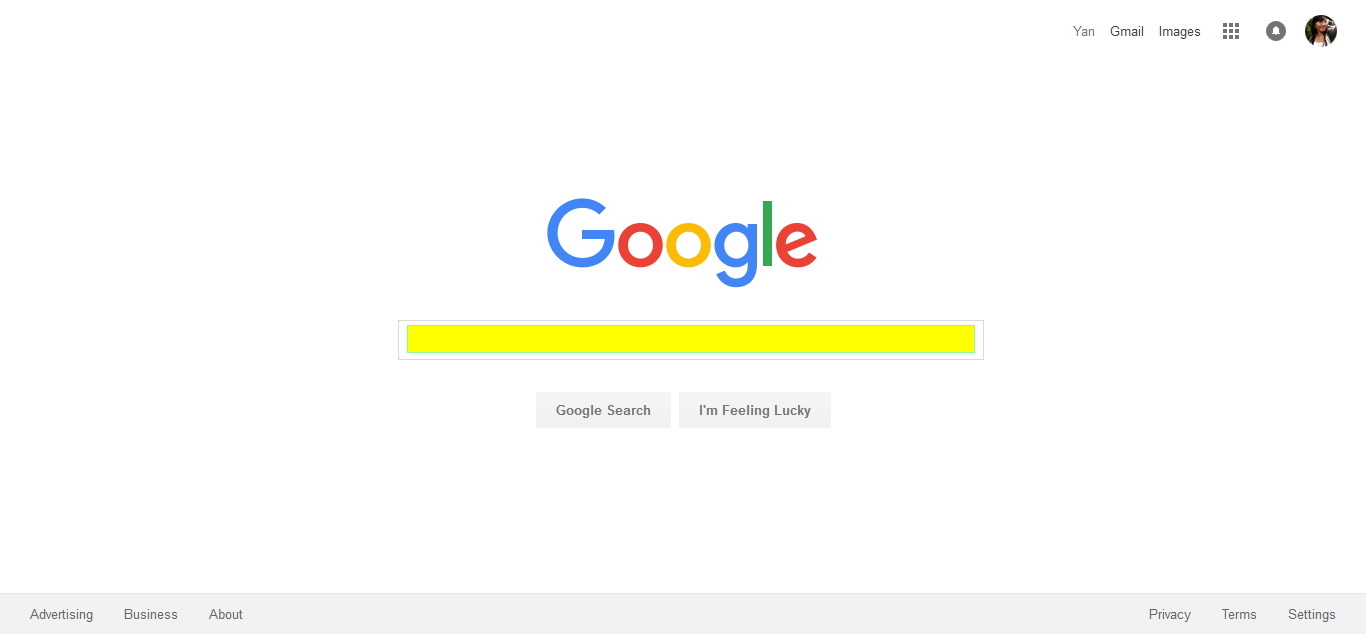 Yan Gmail Images
Google
Google Search I'm Feeling Lucky
Advertising Business About Privacy Terms Settings